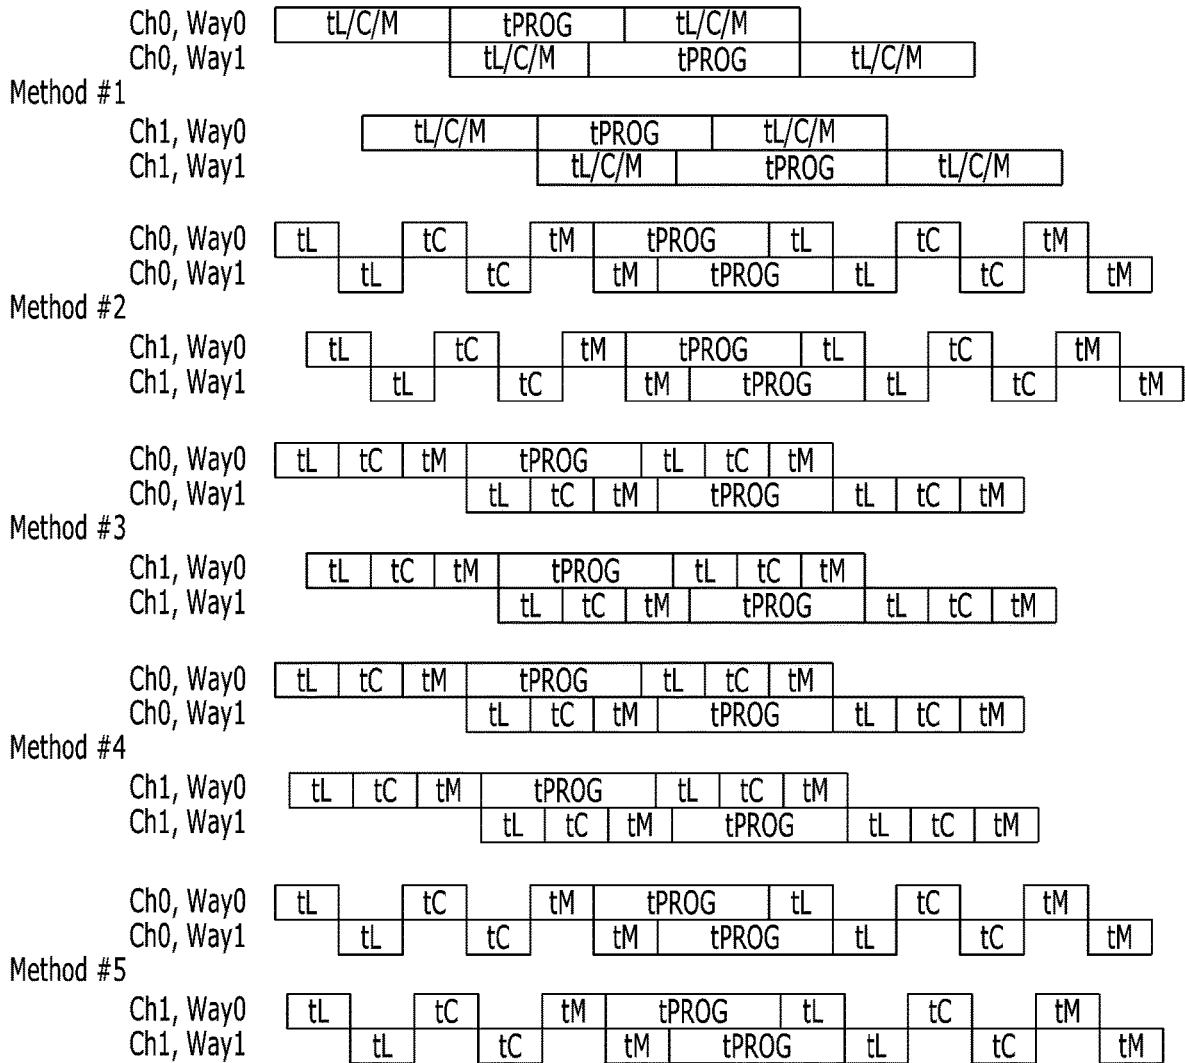 Ch0, Way0 tL/C/M tPROG tL/C/M
Ch0, Way1 tL/C/M tPROG tL/C/M
Method #1
Ch1, Way0 tL/C/M tPROG tL/C/M
Ch1, Way1 tL/C/M tPROG tL/C/M
Ch0, Way0 tL tC tM tPROG tL tC tM
Ch0, Way1 tL tC tM tPROG tL tC tM
Method #2
Ch1, Way0 tL tC tM tPROG tL tC tM
Ch1, Way1 tL tC tM tPROG tL tC tM
Ch0, Way0 tL tC tM tPROG tL tC tM
Ch0, Way1 tL tC tM tPROG tL tC tM
Method #3
Ch1, Way0 tL tC tM tPROG tL tC tM
Ch1, Way1 tL tC tM tPROG tL tC tM
Ch0, Way0 tL tC tM tPROG tL tC tM
Ch0, Way1 tL tC tM tPROG tL tC tM
Method #4
Ch1, Way0 tL tC tM tPROG tL tC tM
Ch1, Way1 tL tC tM tPROG tL tC tM
Ch0, Way0 tL tC tM tPROG tL tC tM
Ch0, Way1 tL tC tM tPROG tL tC tM
Method #5
Ch1, Way0 tL tC tM tPROG tL tC tM
Ch1, Way1 tL tC tM tPROG tL tC tM